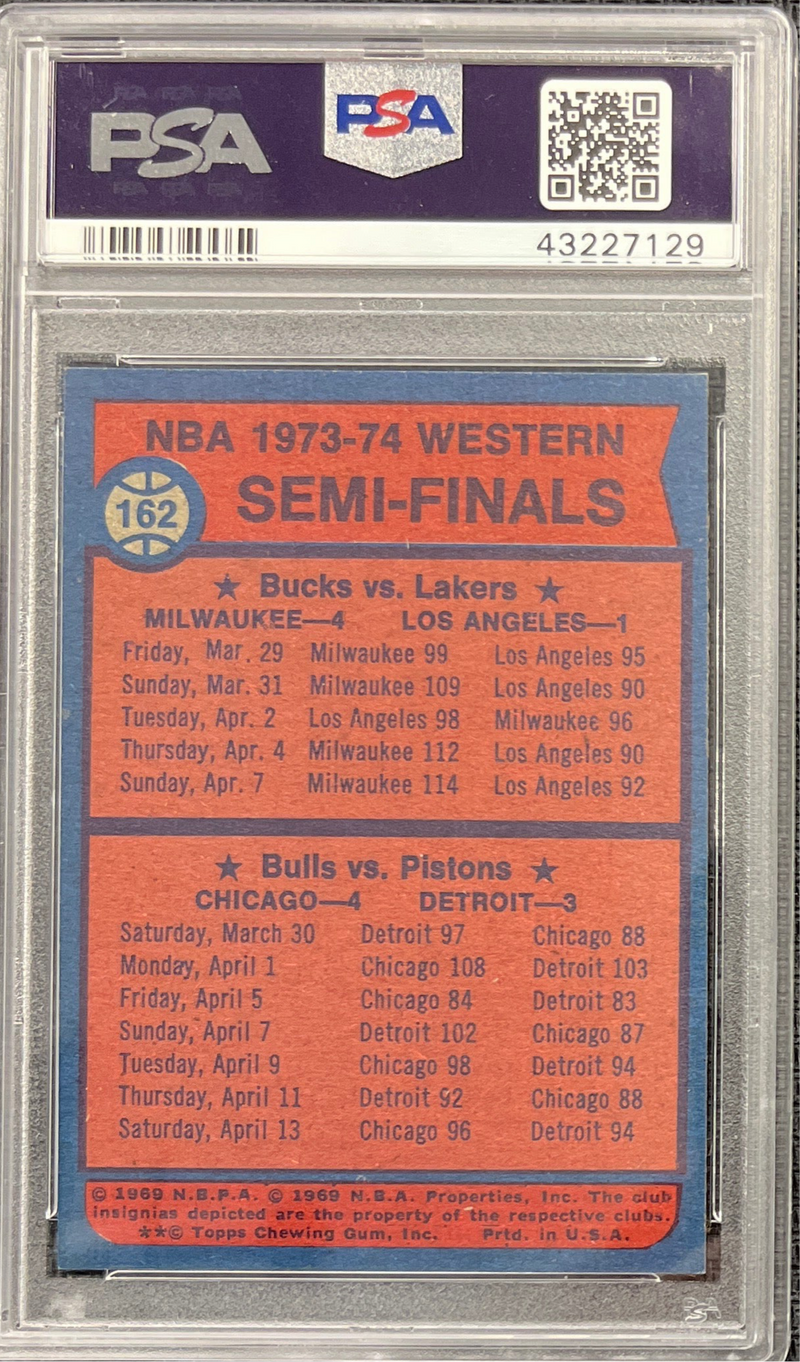 PSA PSA
43227129
NBA 1973-74 WESTERN
162 SEMI-FINALS
★ Bucks vs. Lakers ★
MILWAUKEE—4 LOS ANGELES—1
Friday, Mar. 29 Milwaukee 99 Los Angeles 95
Sunday, Mar. 31 Milwaukee 109 Los Angeles 90
Tuesday, Apr. 2 Los Angeles 98 Milwaukee 96
Thursday, Apr. 4 Milwaukee 112 Los Angeles 90
Sunday, Apr. 7 Milwaukee 114 Los Angeles 92
★ Bulls vs. Pistons ★
CHICAGO—4 DETROIT—3
Saturday, March 30 Detroit 97 Chicago 88
Monday, April 1 Chicago 108 Detroit 103
Friday, April 5 Chicago 84 Detroit 83
Sunday, April 7 Detroit 102 Chicago 87
Tuesday, April 9 Chicago 98 Detroit 94
Thursday, April 11 Detroit 92 Chicago 88
Saturday, April 13 Chicago 96 Detroit 94
© 1969 N.B.P.A. © 1969 N.B.A. Properties, Inc. The club
insignias depicted are the property of the respective clubs.
**© Topps Chewing Gum, Inc. Prtd. in U.S.A.
PSA